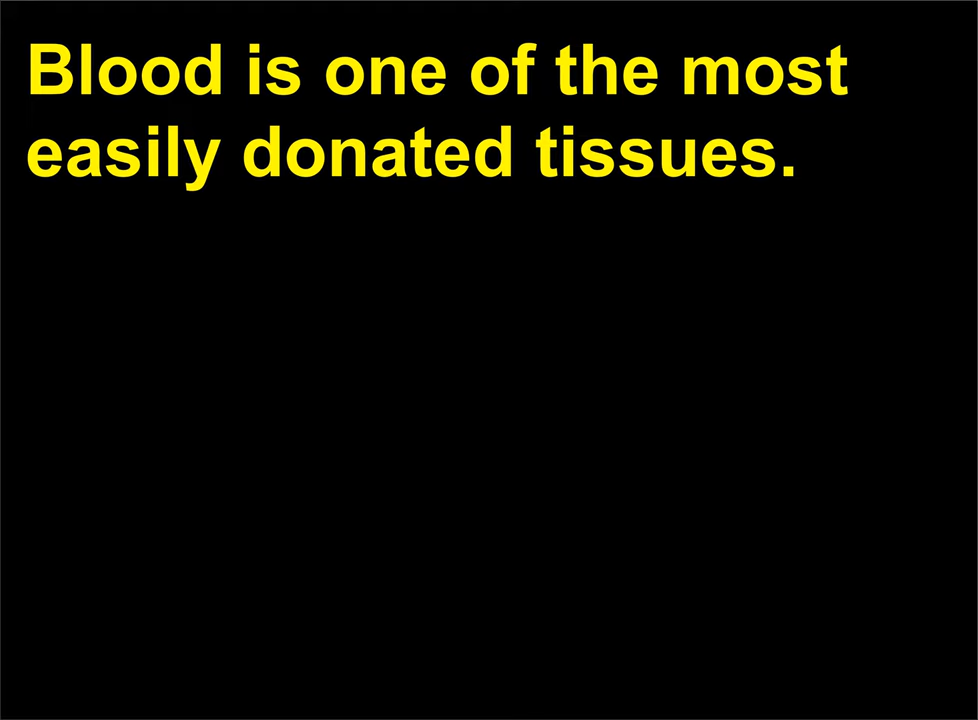 Blood is one of the most
easily donated tissues.